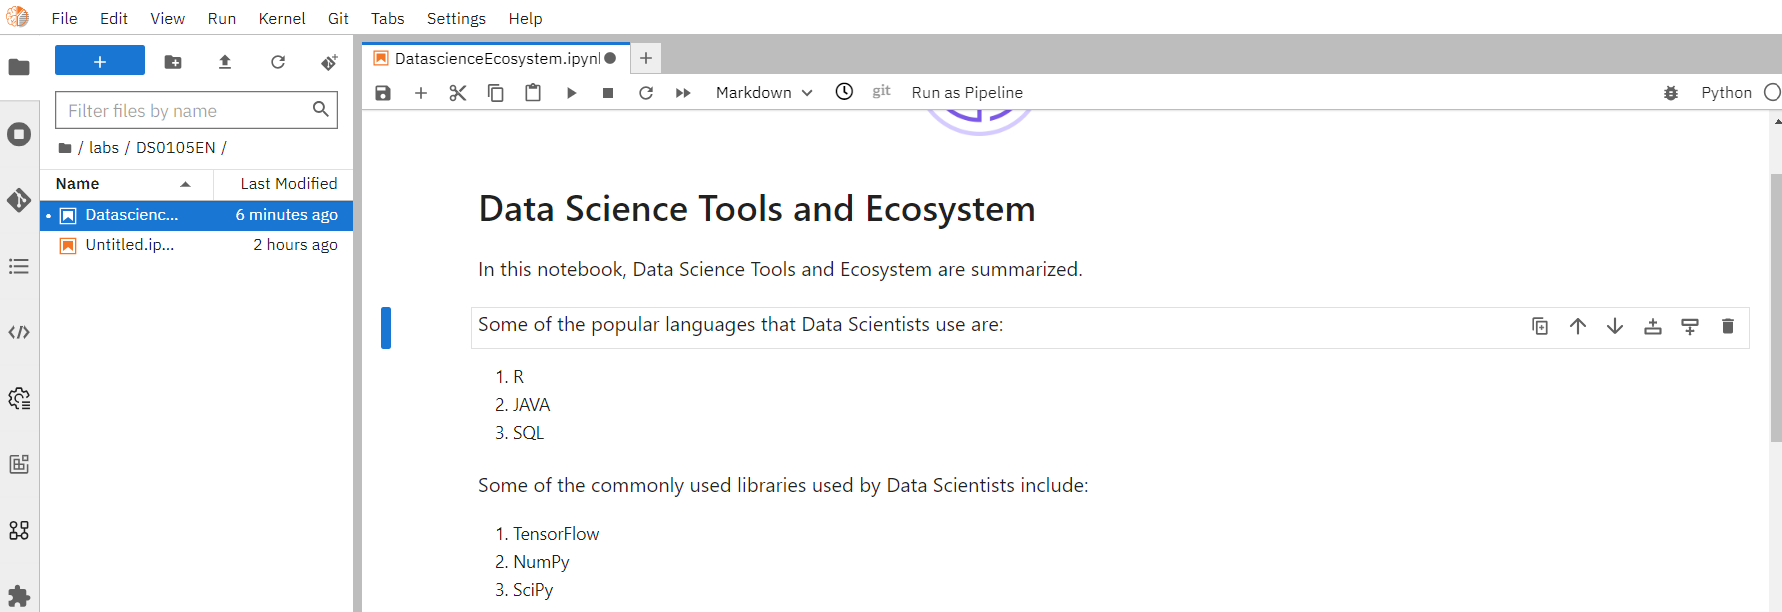 File Edit View Run Kernel Git Tabs Settings Help
DatascienceEcosystem.ipynb
Filter files by name
Markdown git Run as Pipeline Python
/ labs / DS0105EN /
Name Last Modified
Datascienc... 6 minutes ago
Untitled.ip... 2 hours ago
Data Science Tools and Ecosystem
In this notebook, Data Science Tools and Ecosystem are summarized.
Some of the popular languages that Data Scientists use are:
1. R
2. JAVA
3. SQL
Some of the commonly used libraries used by Data Scientists include:
1. TensorFlow
2. NumPy
3. SciPy